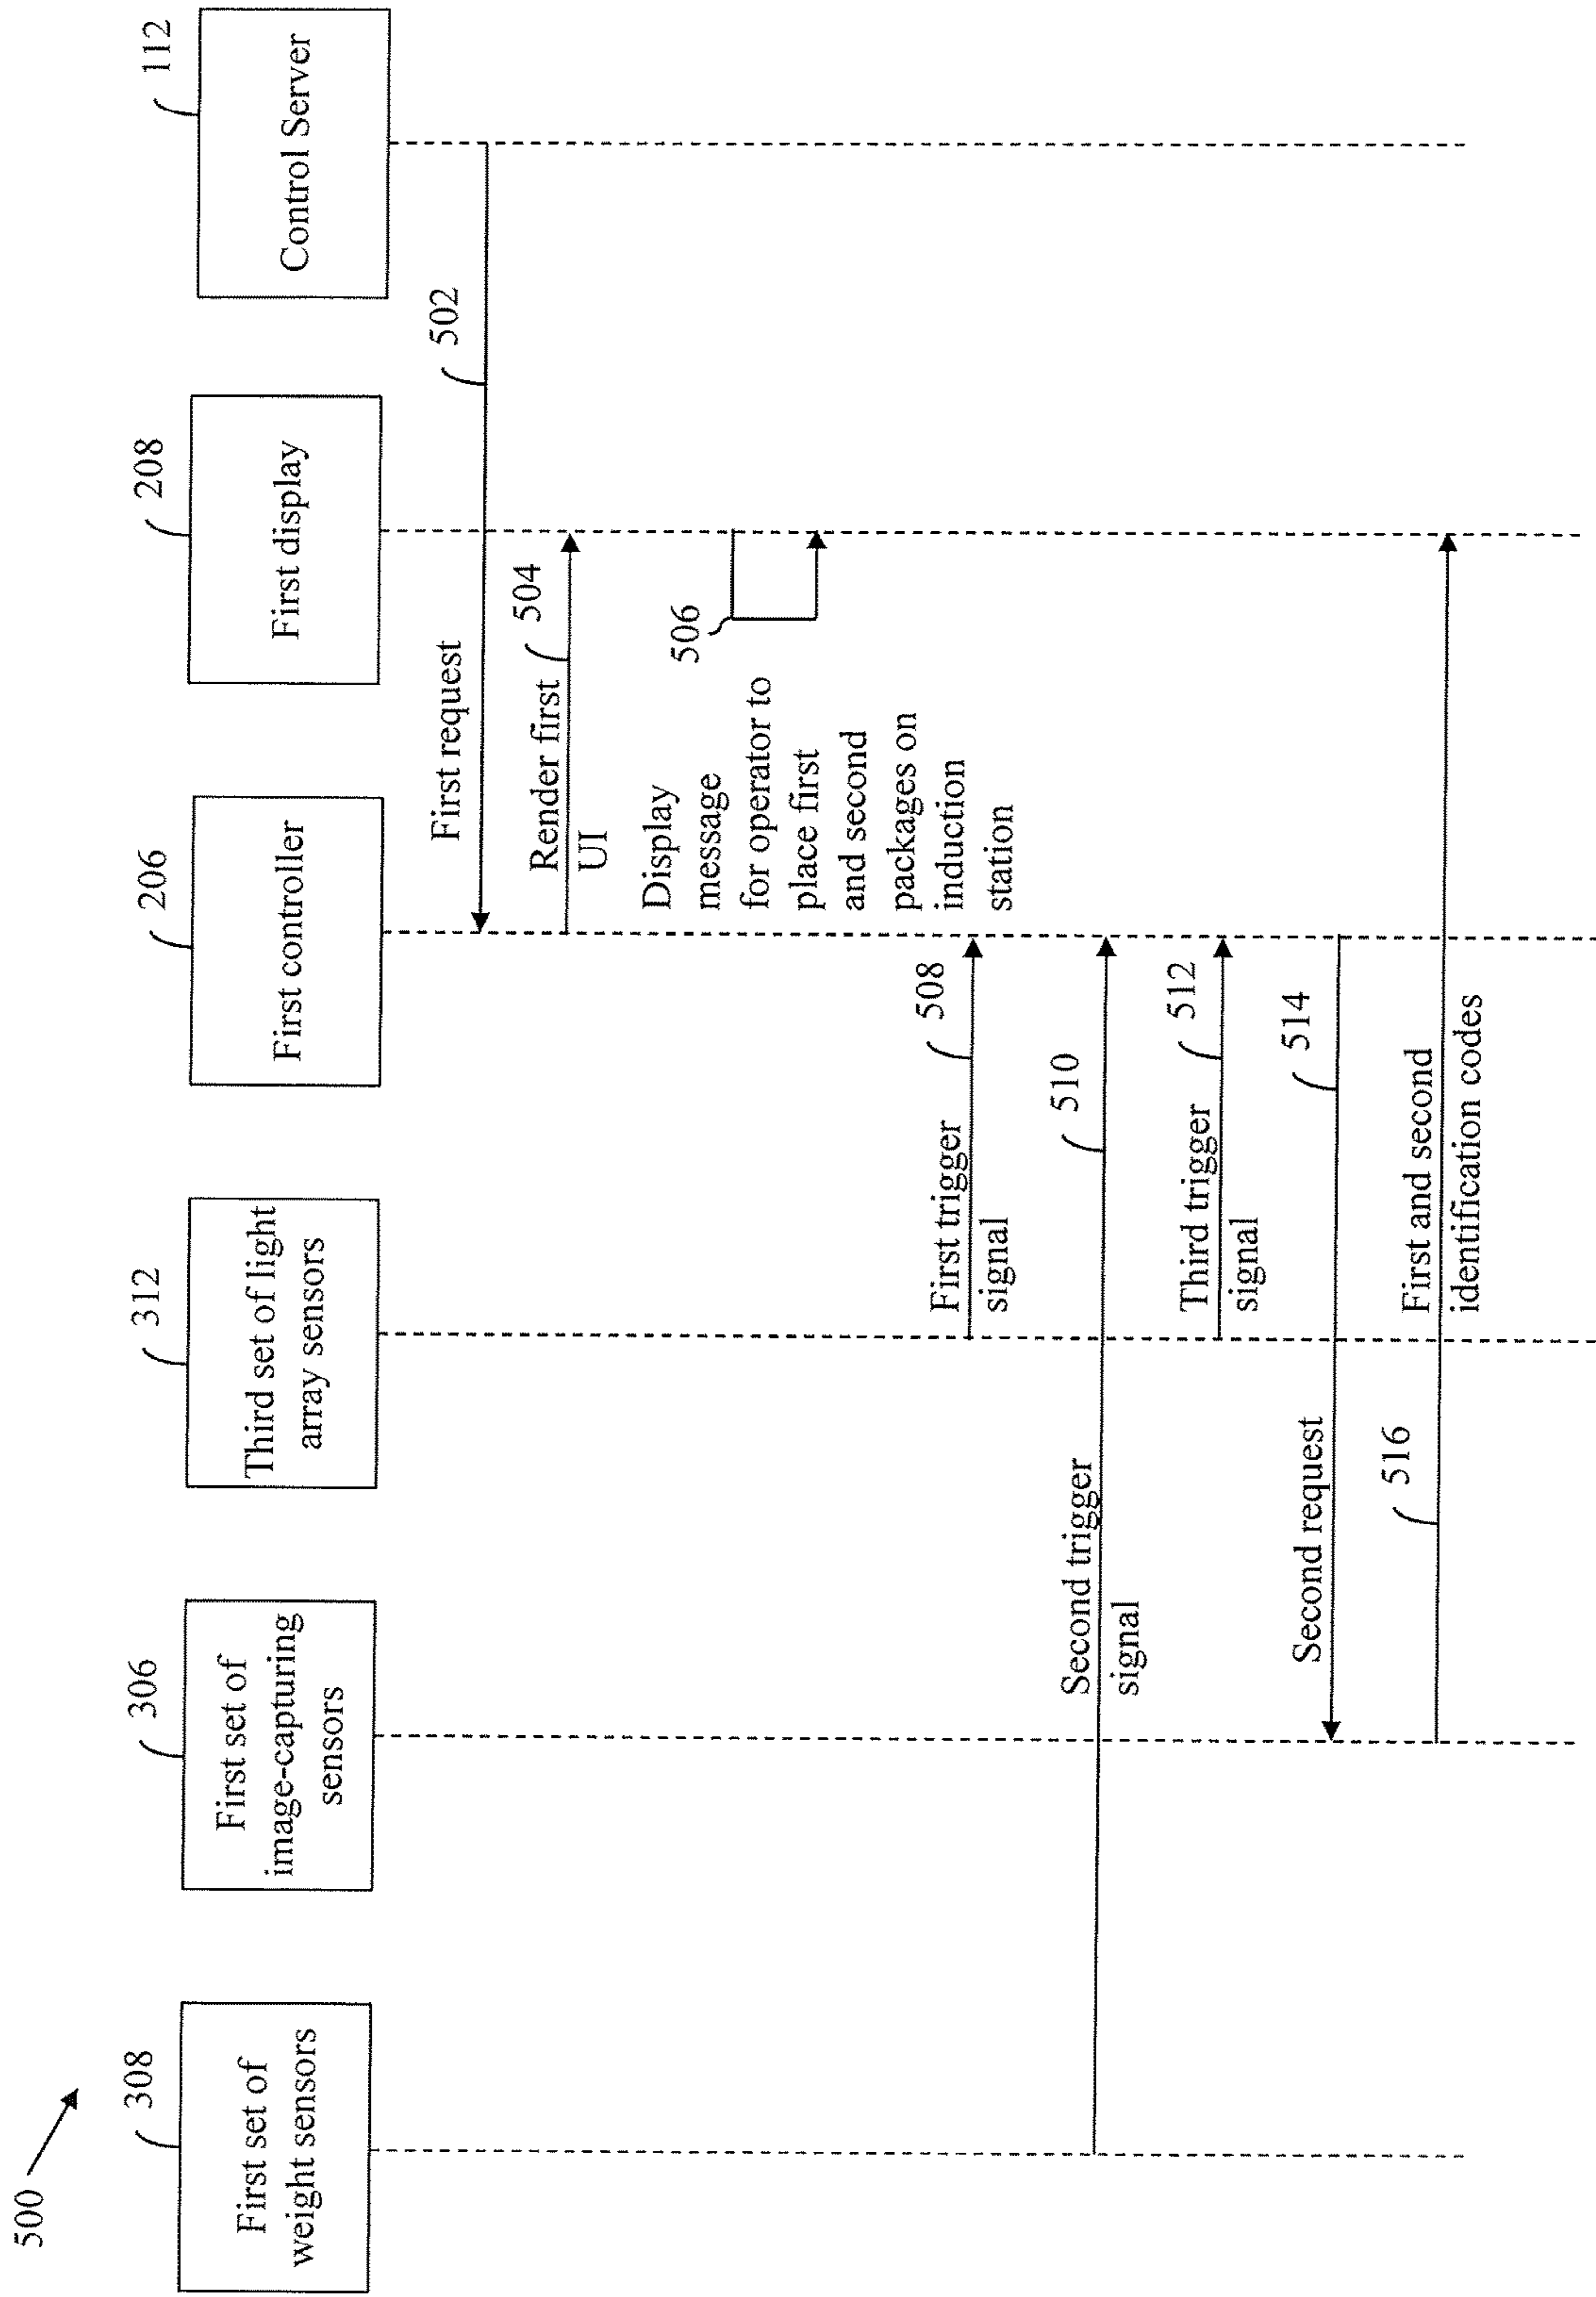 500
308
First set of
weight sensors
306
First set of
image-capturing
sensors
312
Third set of light
array sensors
206
First controller
208
First display
112
Control Server
First request
502
Render first
UI
504
Display
message
for operator to
place first
and second
packages on
induction
station
506
First trigger
signal
508
Second trigger
signal
510
Third trigger
signal
512
Second request
514
First and second
identification codes
516